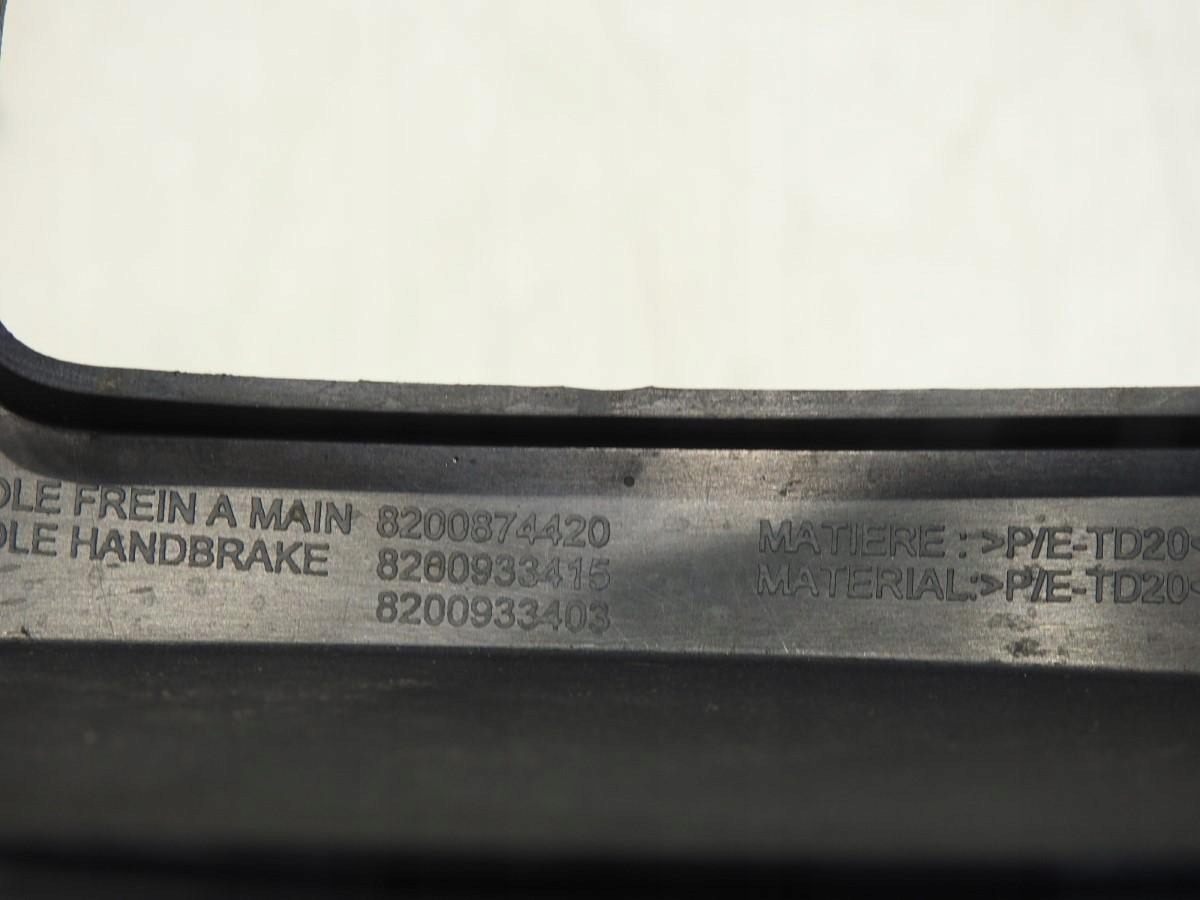 OLE FREIN A MAIN 8200874420
OLE HANDBRAKE 8200933415
8200933403
MATIERE : >P/E-TD20<
MATERIAL:>P/E-TD20<